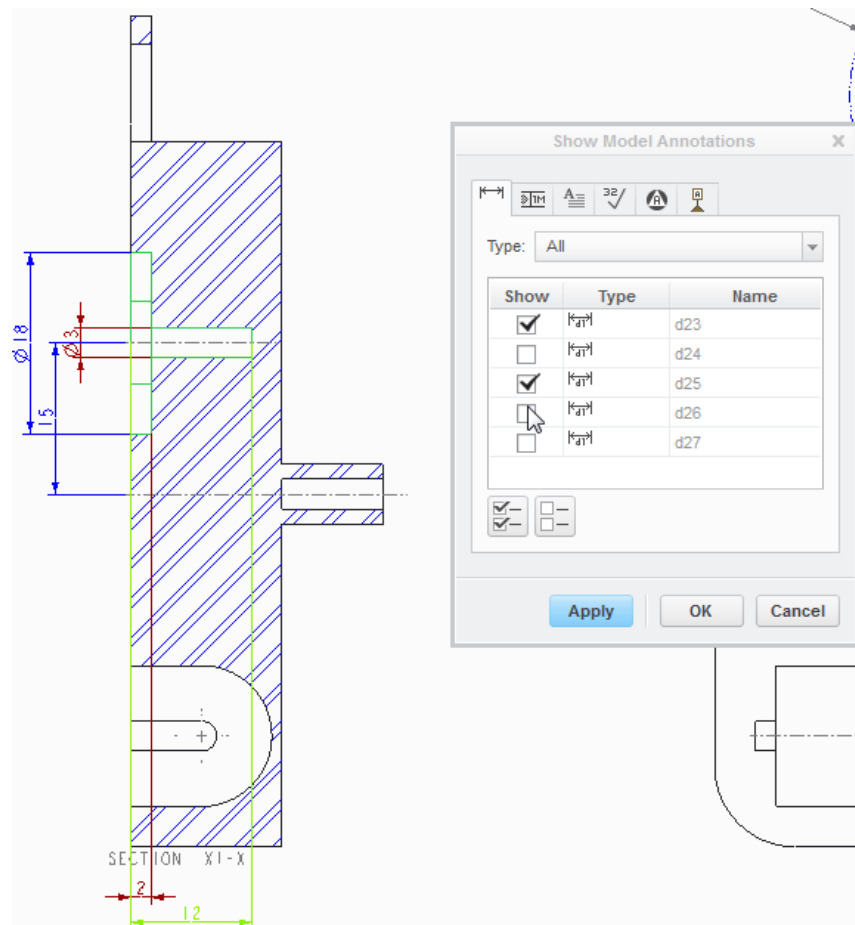 Show Model Annotations
Type: All
Show Type Name
d23
d24
d25
d26
d27
Apply OK Cancel
Ø18
Ø3
15
SECTION XI-X
2
12